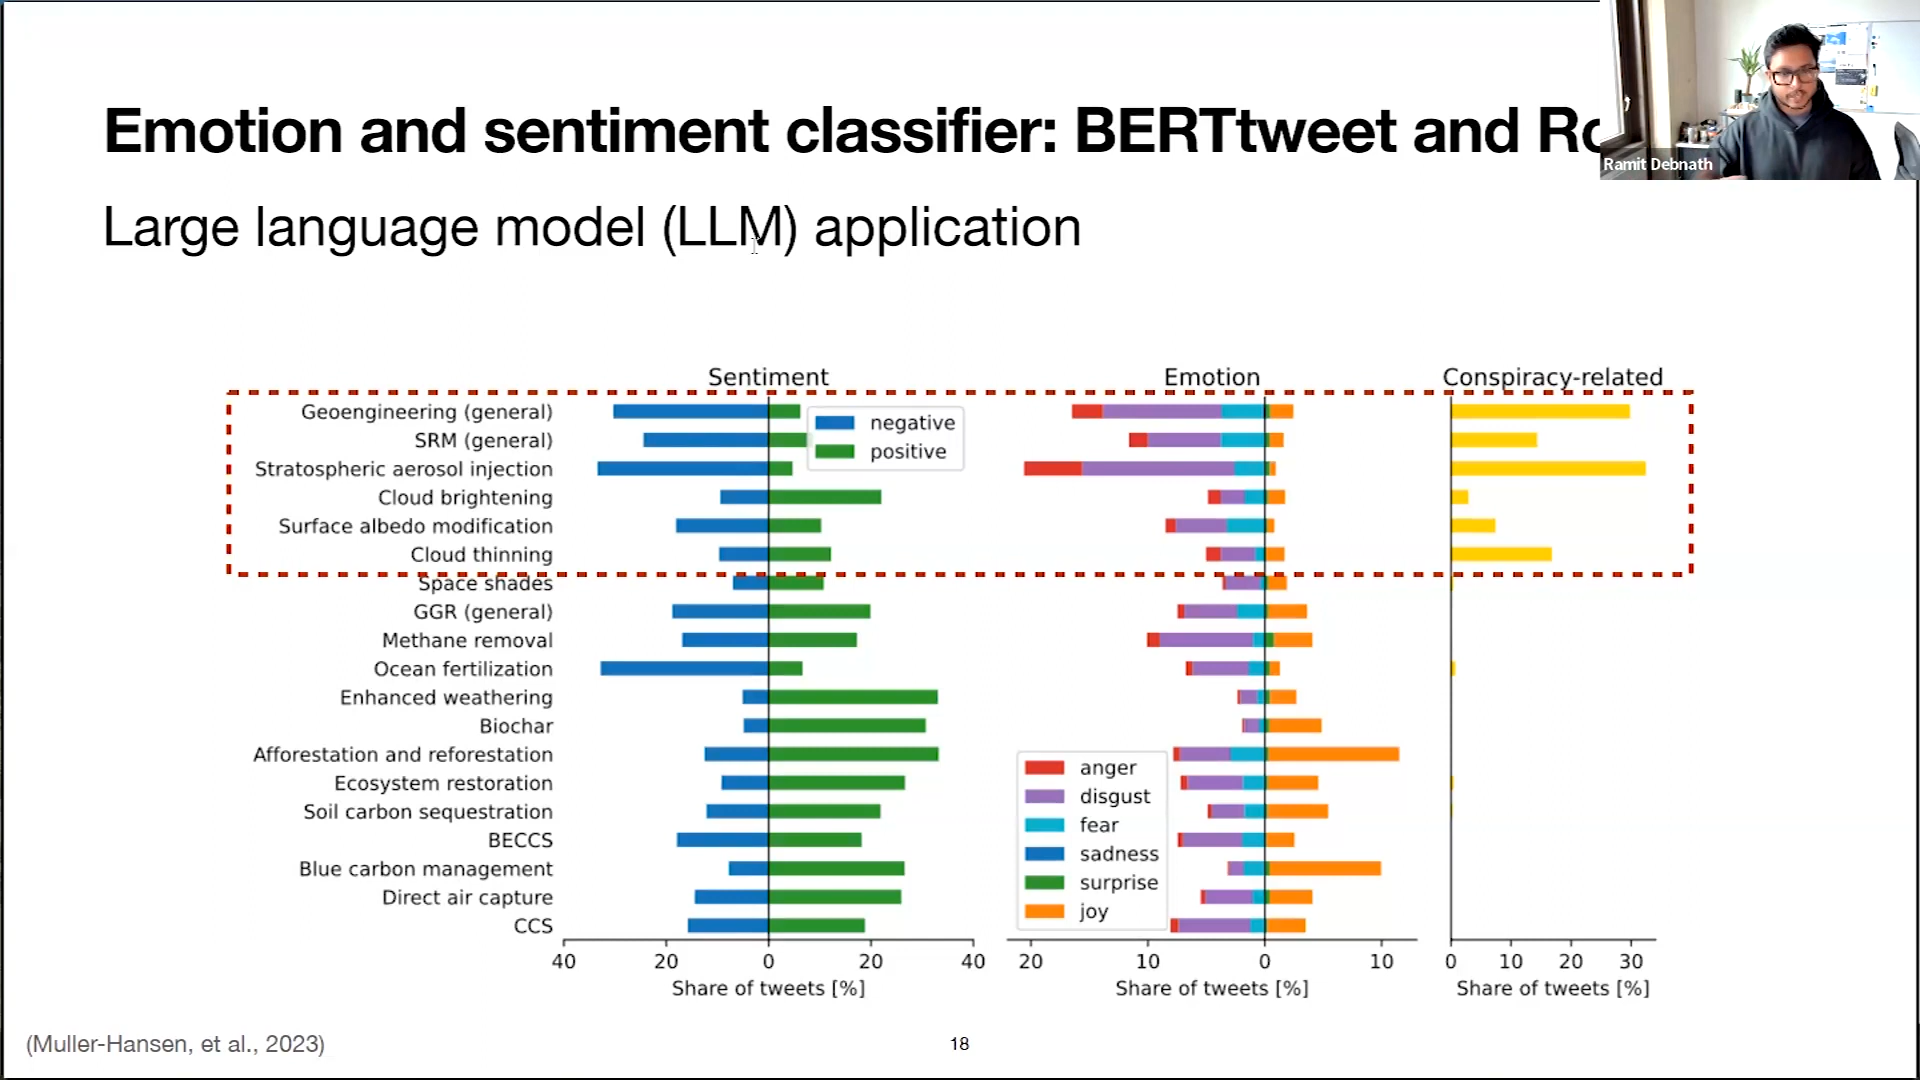 Emotion and sentiment classifier: BERTtweet and Ro
Ramit Debnath
Large language model (LLM) application
Sentiment
Emotion
Conspiracy-related
Geoengineering (general)
SRM (general)
Stratospheric aerosol injection
Cloud brightening
Surface albedo modification
Cloud thinning
Space shades
GGR (general)
Methane removal
Ocean fertilization
Enhanced weathering
Biochar
Afforestation and reforestation
Ecosystem restoration
Soil carbon sequestration
BECCS
Blue carbon management
Direct air capture
CCS
negative
positive
anger
disgust
fear
sadness
surprise
joy
40 20 0 20 40
Share of tweets [%]
20 10 0 10
Share of tweets [%]
0 10 20 30
Share of tweets [%]
(Muller-Hansen, et al., 2023)
18